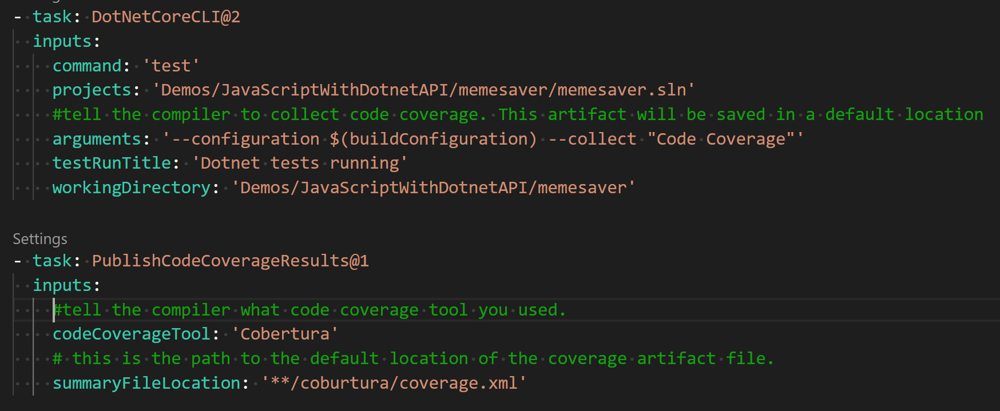 - task: DotNetCoreCLI@2
inputs:
command: 'test'
projects: 'Demos/JavaScriptWithDotnetAPI/memesaver/memesaver.sln'
#tell the compiler to collect code coverage. This artifact will be saved in a default location
arguments: '--configuration $(buildConfiguration) --collect "Code Coverage"'
testRunTitle: 'Dotnet tests running'
workingDirectory: 'Demos/JavaScriptWithDotnetAPI/memesaver'
Settings
- task: PublishCodeCoverageResults@1
inputs:
#tell the compiler what code coverage tool you used.
codeCoverageTool: 'Cobertura'
# this is the path to the default location of the coverage artifact file.
summaryFileLocation: '**/coburtura/coverage.xml'